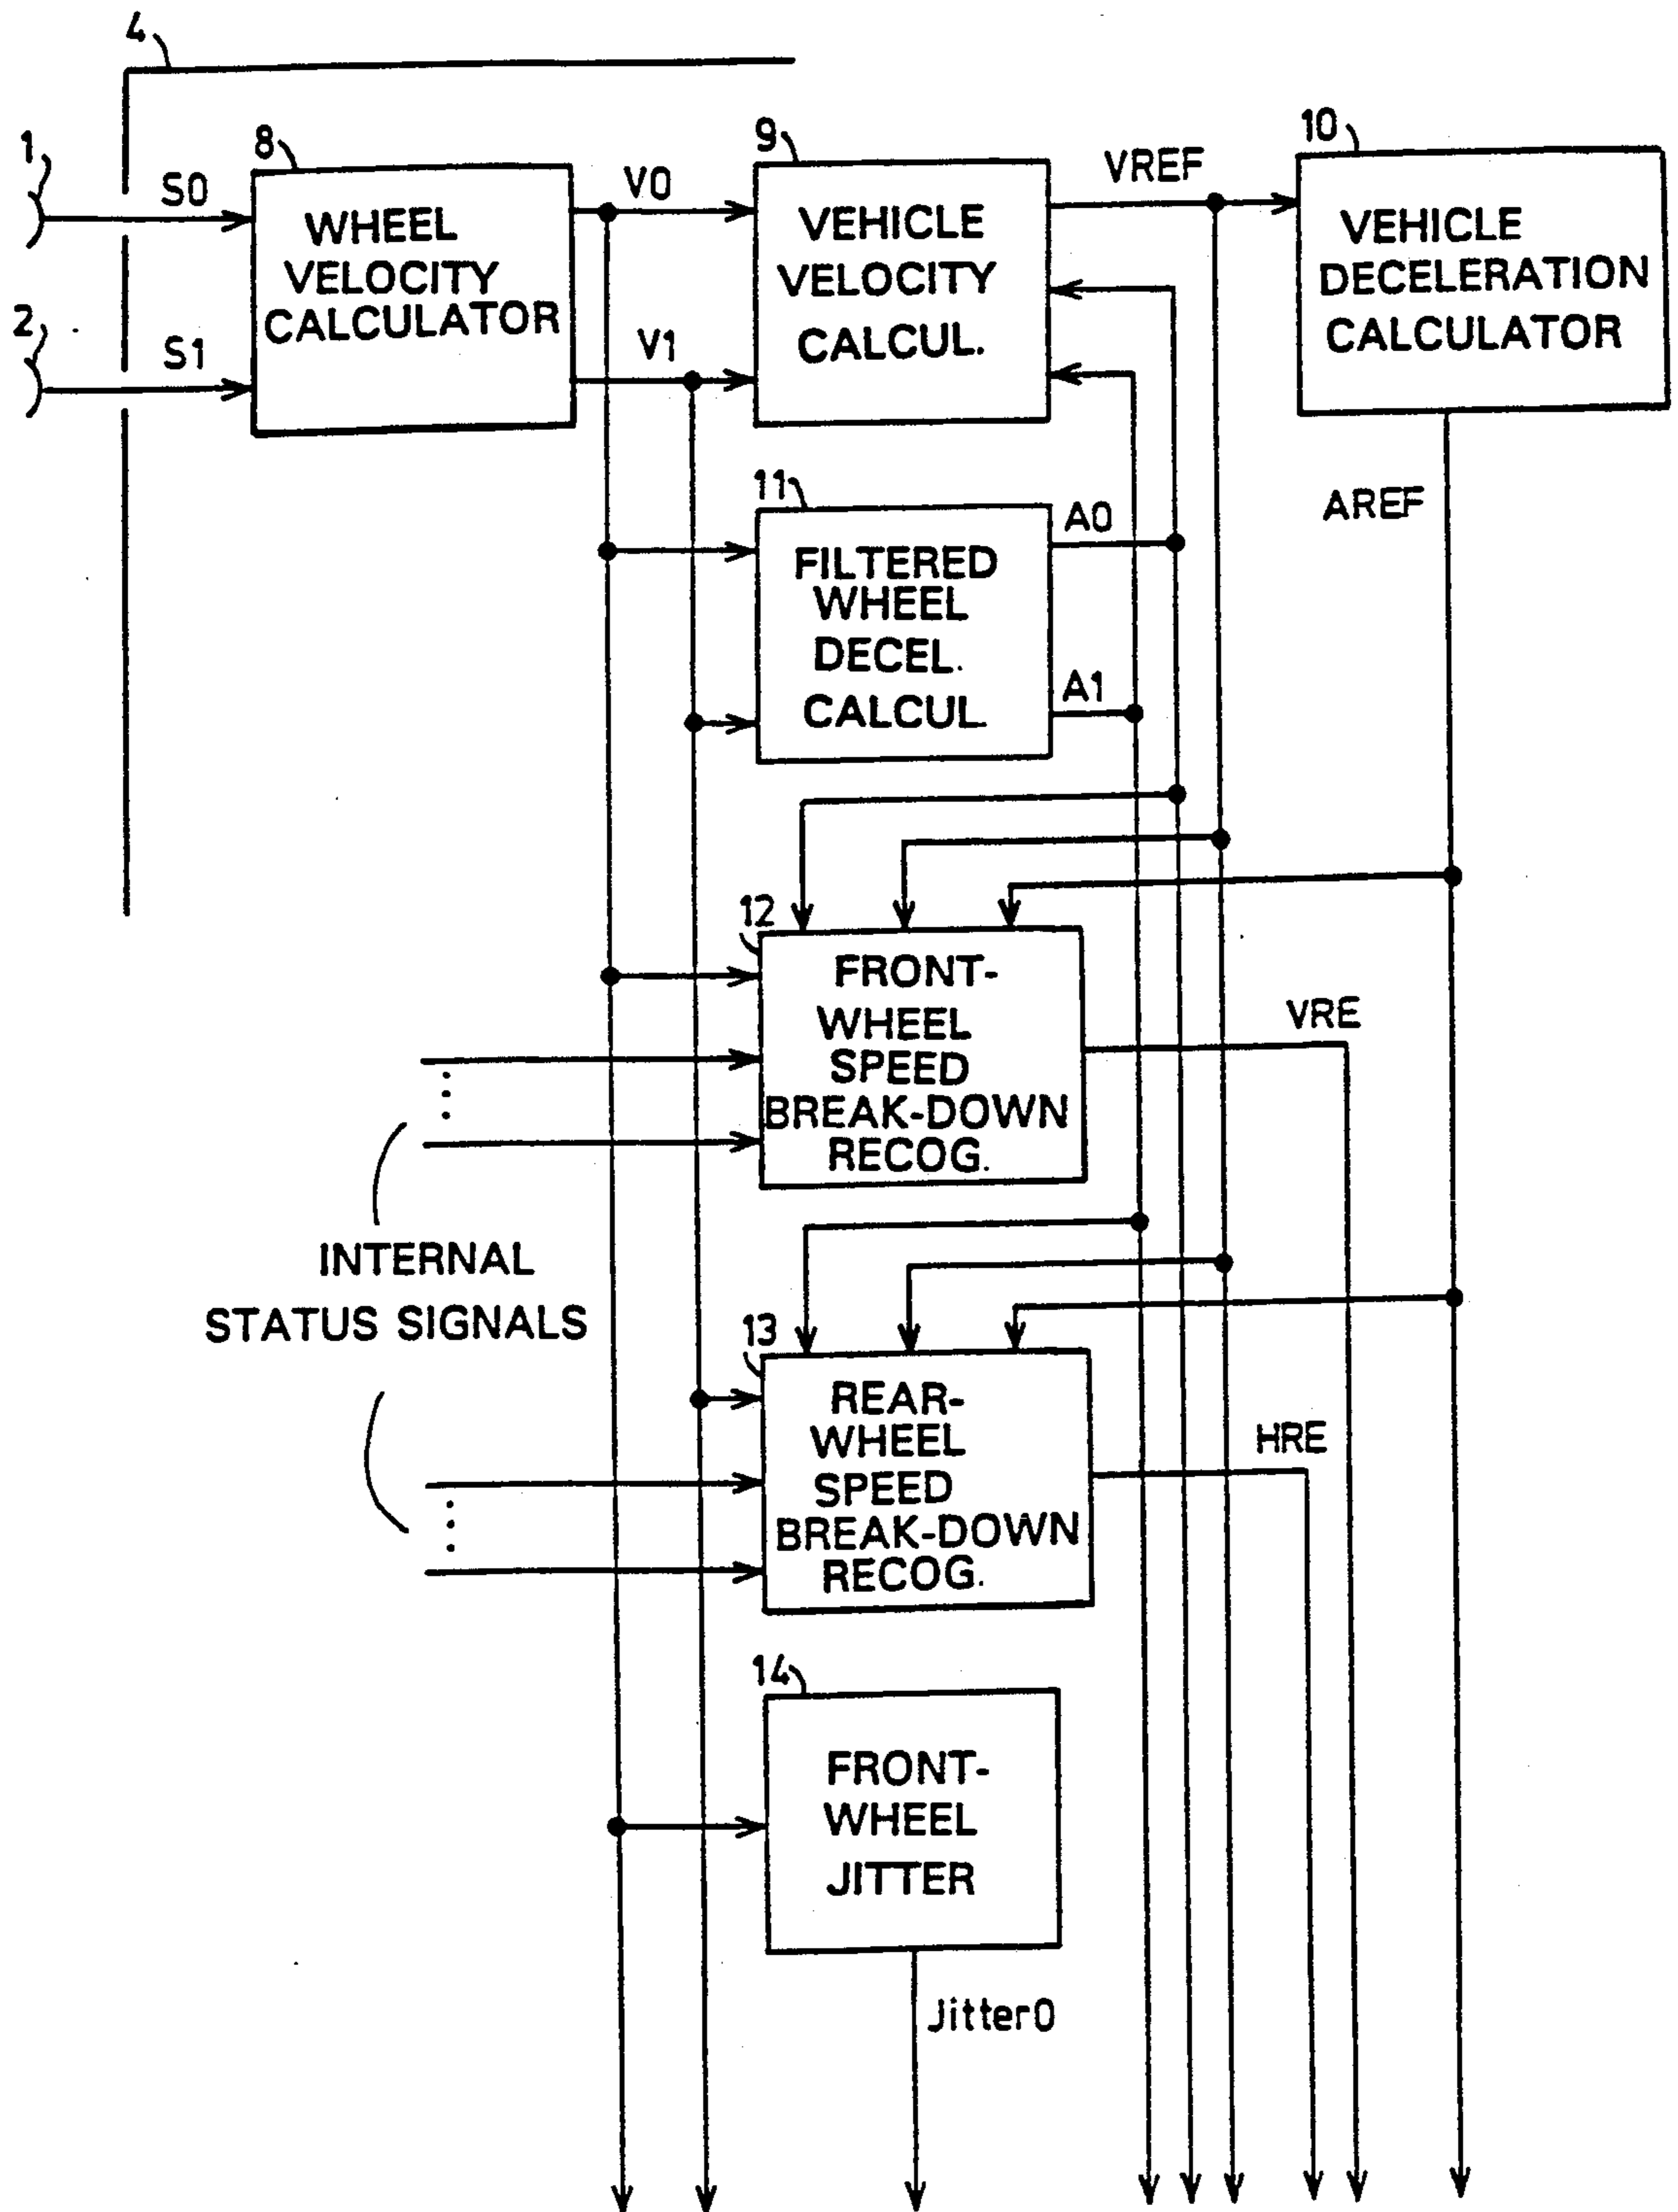 4
1
S0
8
WHEEL
VELOCITY
CALCULATOR
V0
9
VEHICLE
VELOCITY
CALCUL.
VREF
10
VEHICLE
DECELERATION
CALCULATOR
2
S1
V1
11
FILTERED
WHEEL
DECEL.
CALCUL
A0
A1
AREF
12
FRONT-
WHEEL
SPEED
BREAK-DOWN
RECOG.
VRE
INTERNAL
STATUS SIGNALS
13
REAR-
WHEEL
SPEED
BREAK-DOWN
RECOG.
HRE
14
FRONT-
WHEEL
JITTER
Jitter0